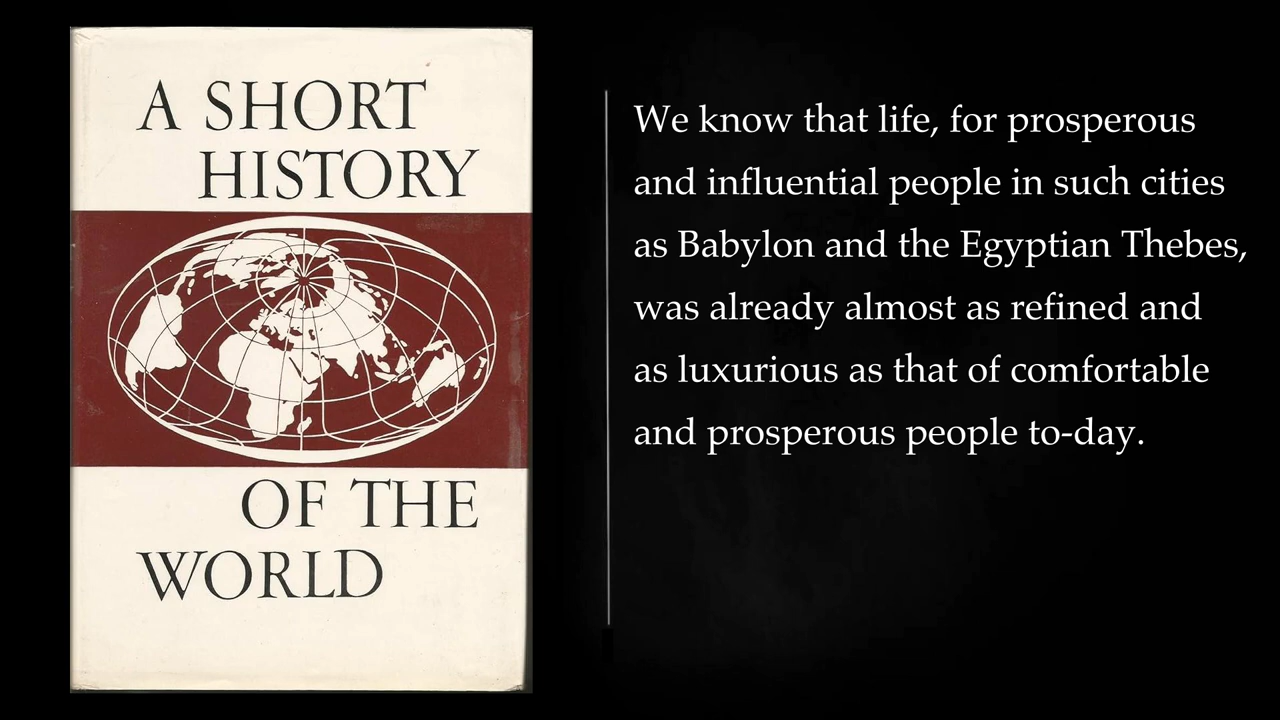 A SHORT
HISTORY
OF THE
WORLD
We know that life, for prosperous
and influential people in such cities
as Babylon and the Egyptian Thebes,
was already almost as refined and
as luxurious as that of comfortable
and prosperous people to-day.